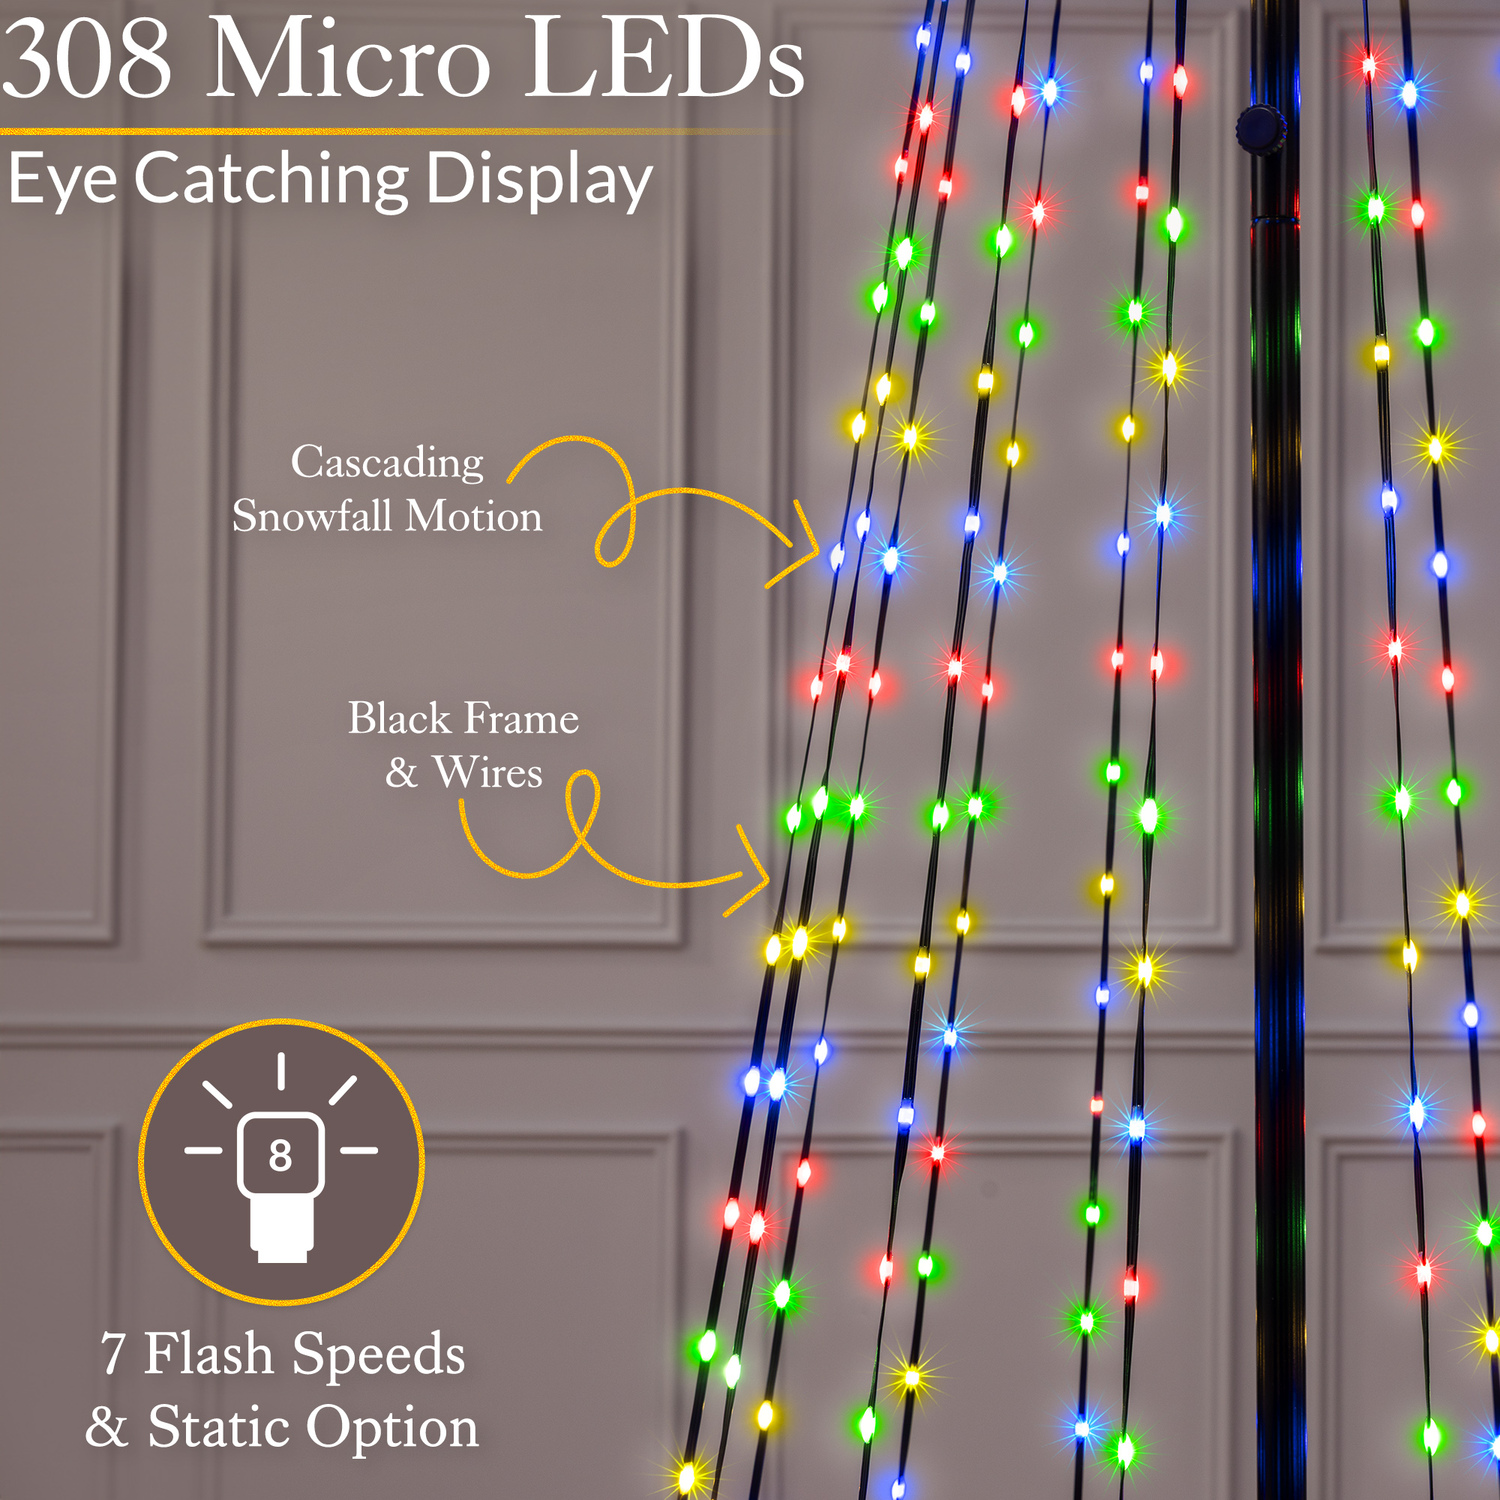 308 Micro LEDs
Eye Catching Display
Cascading
Snowfall Motion
Black Frame
& Wires
8
7 Flash Speeds
& Static Option